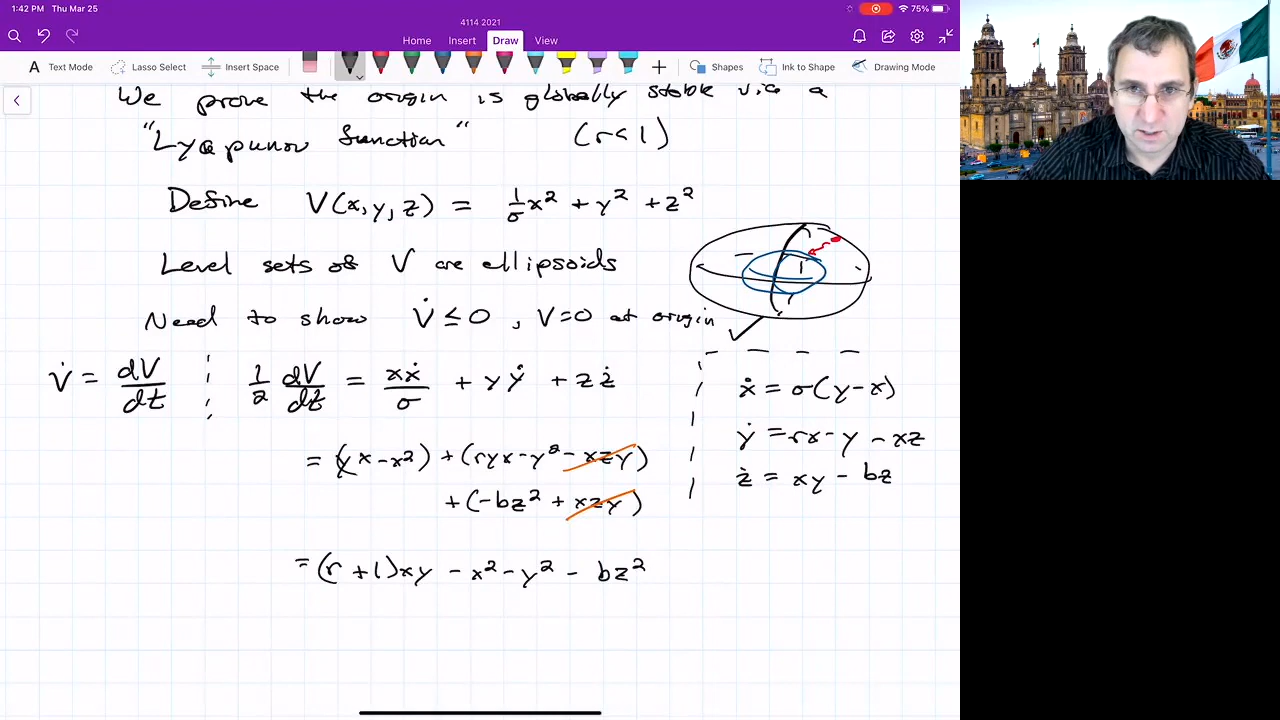 1:42 PM Thu Mar 25
75%
4114 2021
Home Insert Draw View
A Text Mode Lasso Select Insert Space Shapes Ink to Shape Drawing Mode
We prove the origin is globally stable via a
"Lyapunov function" (r<1)
Define V(x,y,z) = 1/σ x² + y² + z²
Level sets of V are ellipsoids
Need to show V̇ ≤ 0, V=0 at origin
V̇ = dV/dt 1/2 dV/dt = xẋ/σ + yẏ + zż
= (yx - x²) + (ryx - y² - xzy)
+ (-bz² + xzy)
= (r+1)xy - x² - y² - bz²
ẋ = σ(y-x)
ẏ = rx - y - xz
ż = xy - bz